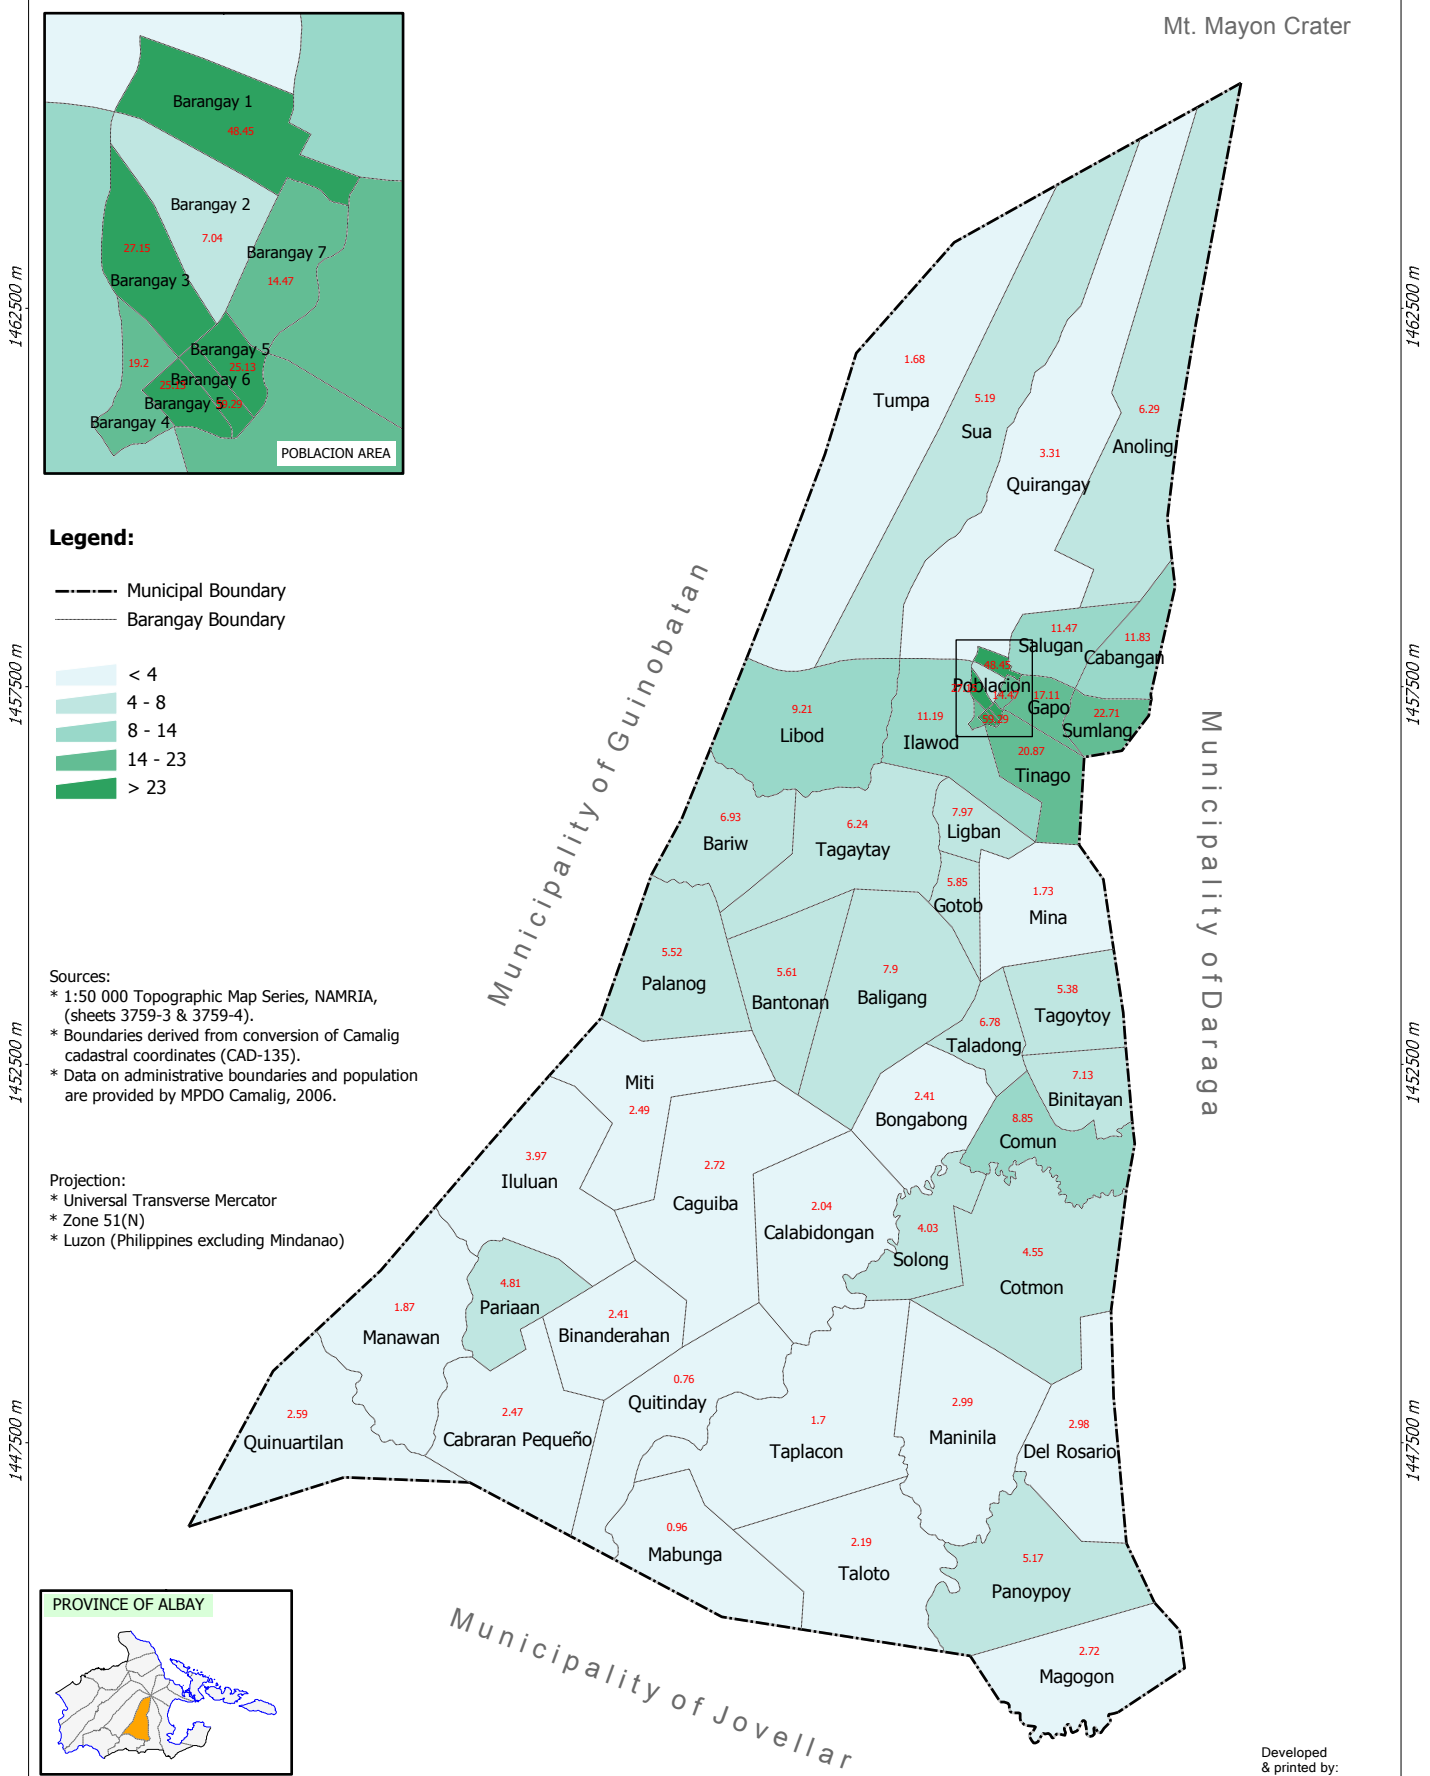 Mt. Mayon Crater
Barangay 1
48.45
Barangay 2
7.04
27.15
Barangay 3
Barangay 7
14.47
Barangay 5
19.2
25.13
Barangay 6
Barangay 5
Barangay 4
POBLACION AREA
1462500 m
1462500 m
1457500 m
1457500 m
1452500 m
1452500 m
1447500 m
1447500 m
Legend:
Municipal Boundary
Barangay Boundary
< 4
4 - 8
8 - 14
14 - 23
> 23
Sources:
* 1:50 000 Topographic Map Series, NAMRIA,
(sheets 3759-3 & 3759-4).
* Boundaries derived from conversion of Camalig
cadastral coordinates (CAD-135).
* Data on administrative boundaries and population
are provided by MPDO Camalig, 2006.
Projection:
* Universal Transverse Mercator
* Zone 51(N)
* Luzon (Philippines excluding Mindanao)
PROVINCE OF ALBAY
Municipality of Guinobatan
Municipality of Daraga
Municipality of Jovellar
1.68
Tumpa
5.19
Sua
3.31
Quirangay
6.29
Anoling
11.47
Salugan
11.83
Cabangan
48.45
Poblacion
14.47
59.29
17.11
Gapo
22.71
Sumlang
20.87
Tinago
9.21
Libod
11.19
Ilawod
6.93
Bariw
6.24
Tagaytay
7.97
Ligban
5.85
Gotob
1.73
Mina
5.52
Palanog
5.61
Bantonan
7.9
Baligang
6.78
Taladong
5.38
Tagoytoy
7.13
Binitayan
Miti
2.49
2.41
Bongabong
8.85
Comun
3.97
Iluluan
2.72
Caguiba
2.04
Calabidongan
4.03
Solong
4.55
Cotmon
4.81
Pariaan
1.87
Manawan
2.41
Binanderahan
0.76
Quitinday
2.59
Quinuartilan
2.47
Cabraran Pequeño
1.7
Taplacon
2.99
Maninila
2.98
Del Rosario
0.96
Mabunga
2.19
Taloto
5.17
Panoypoy
2.72
Magogon
Developed
& printed by: